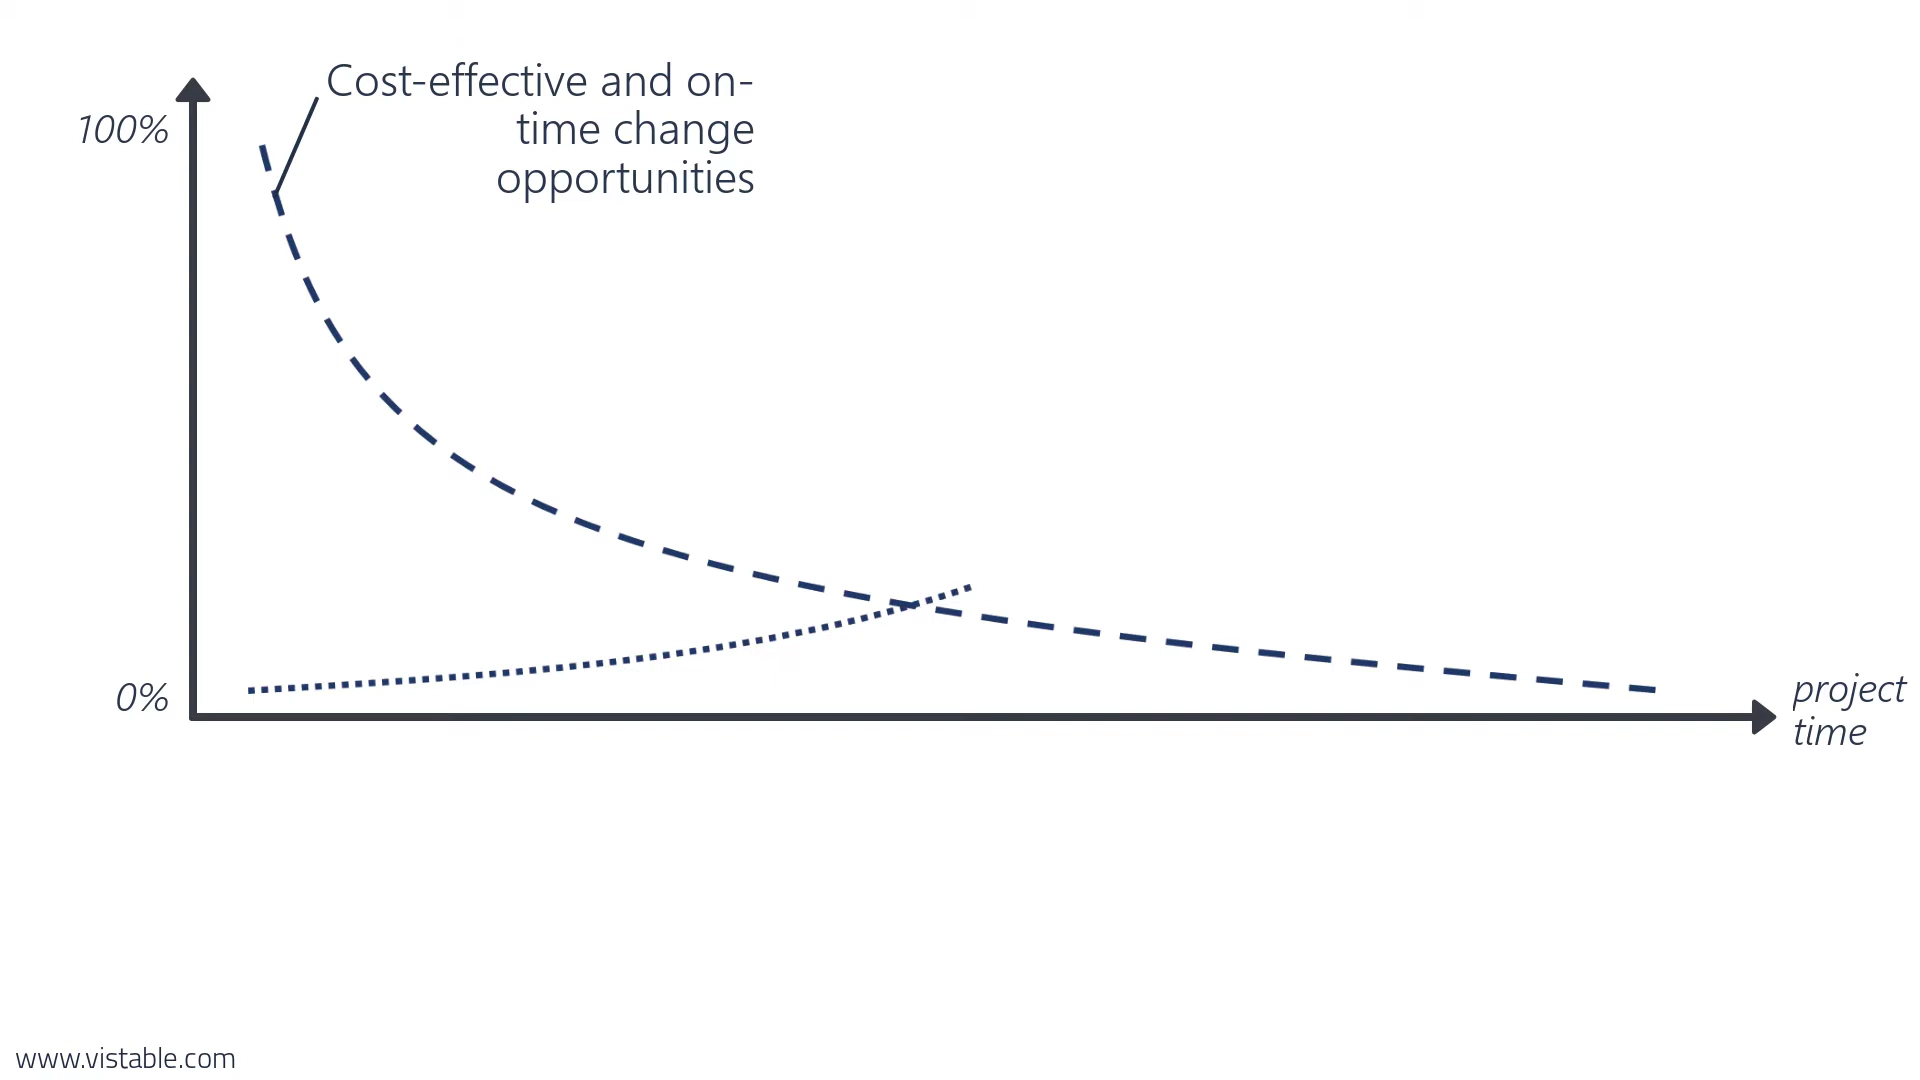 Cost-effective and on-
time change
opportunities
100%
0%
project
time
www.vistable.com